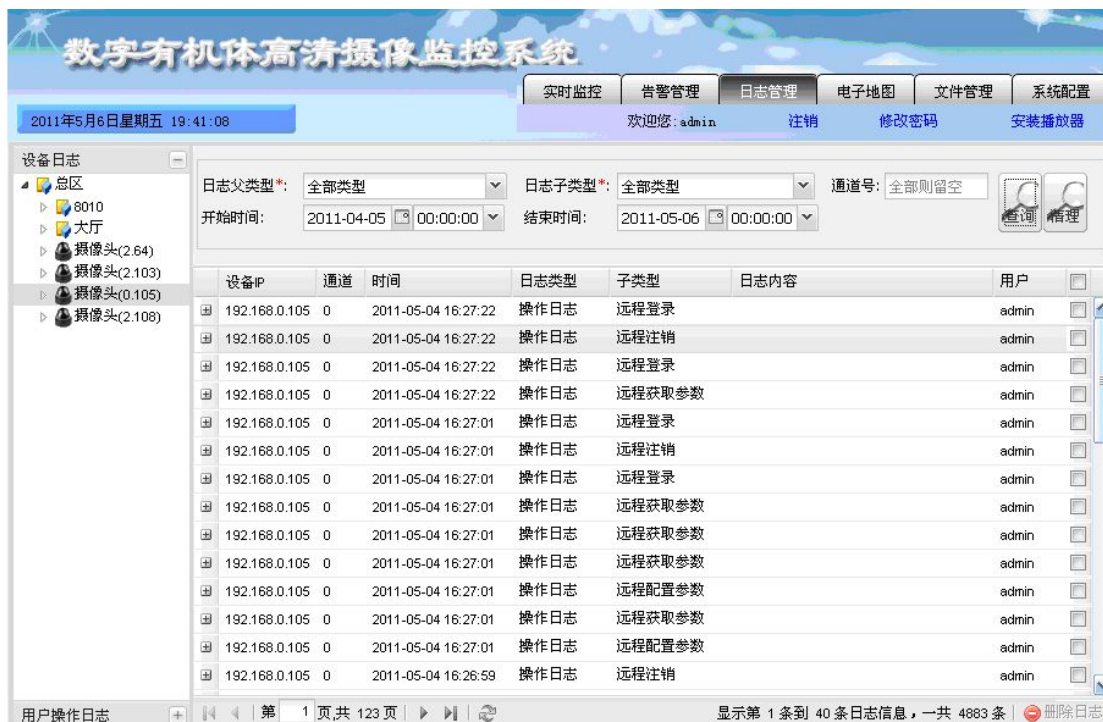 数字有机体高清摄像监控系统
实时监控 告警管理 日志管理 电子地图 文件管理 系统配置
2011年5月6日星期五 19:41:08 欢迎您:admin 注销 修改密码 安装播放器
设备日志
总区
8010
大厅
摄像头(2.64)
摄像头(2.103)
摄像头(0.105)
摄像头(2.108)
用户操作日志
日志父类型*: 全部类型 日志子类型*: 全部类型 通道号: 全部则留空
开始时间: 2011-04-05 00:00:00 结束时间: 2011-05-06 00:00:00 查询 清理
设备IP 通道 时间 日志类型 子类型 日志内容 用户
192.168.0.105 0 2011-05-04 16:27:22 操作日志 远程登录 admin
192.168.0.105 0 2011-05-04 16:27:22 操作日志 远程注销 admin
192.168.0.105 0 2011-05-04 16:27:22 操作日志 远程登录 admin
192.168.0.105 0 2011-05-04 16:27:22 操作日志 远程获取参数 admin
192.168.0.105 0 2011-05-04 16:27:01 操作日志 远程登录 admin
192.168.0.105 0 2011-05-04 16:27:01 操作日志 远程注销 admin
192.168.0.105 0 2011-05-04 16:27:01 操作日志 远程登录 admin
192.168.0.105 0 2011-05-04 16:27:01 操作日志 远程获取参数 admin
192.168.0.105 0 2011-05-04 16:27:01 操作日志 远程获取参数 admin
192.168.0.105 0 2011-05-04 16:27:01 操作日志 远程获取参数 admin
192.168.0.105 0 2011-05-04 16:27:01 操作日志 远程配置参数 admin
192.168.0.105 0 2011-05-04 16:27:01 操作日志 远程获取参数 admin
192.168.0.105 0 2011-05-04 16:27:01 操作日志 远程配置参数 admin
192.168.0.105 0 2011-05-04 16:26:59 操作日志 远程注销 admin
第 1 页,共 123 页 显示第 1 条到 40 条日志信息，一共 4883 条 删除日志